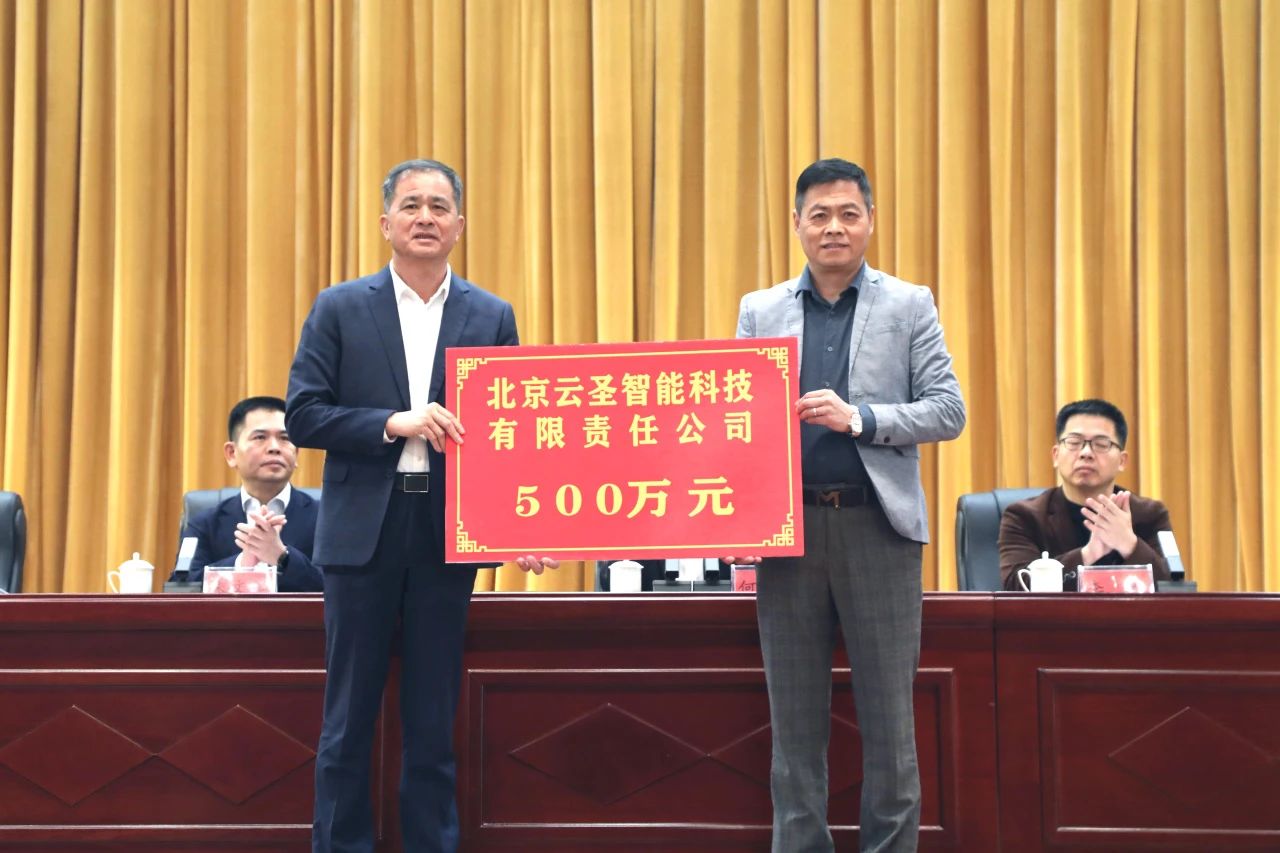 北京云圣智能科技
有限责任公司
500万元
何